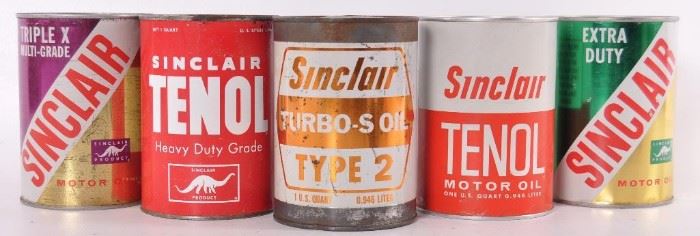 TRIPLE X
MULTI-GRADE
SINCLAIR
SINCLAIR
PRODUCT
MOTOR OIL
1 QUART
SINCLAIR
TENOL
Heavy Duty Grade
SINCLAIR
PRODUCT
Sinclair
TURBO-S OIL
TYPE 2
1 U.S. QUART 0.946 LITER
Sinclair
TENOL
MOTOR OIL
ONE U.S. QUART 0.946 LITER
EXTRA
DUTY
SINCLAIR
SINCLAIR
PRODUCT
MOTOR O